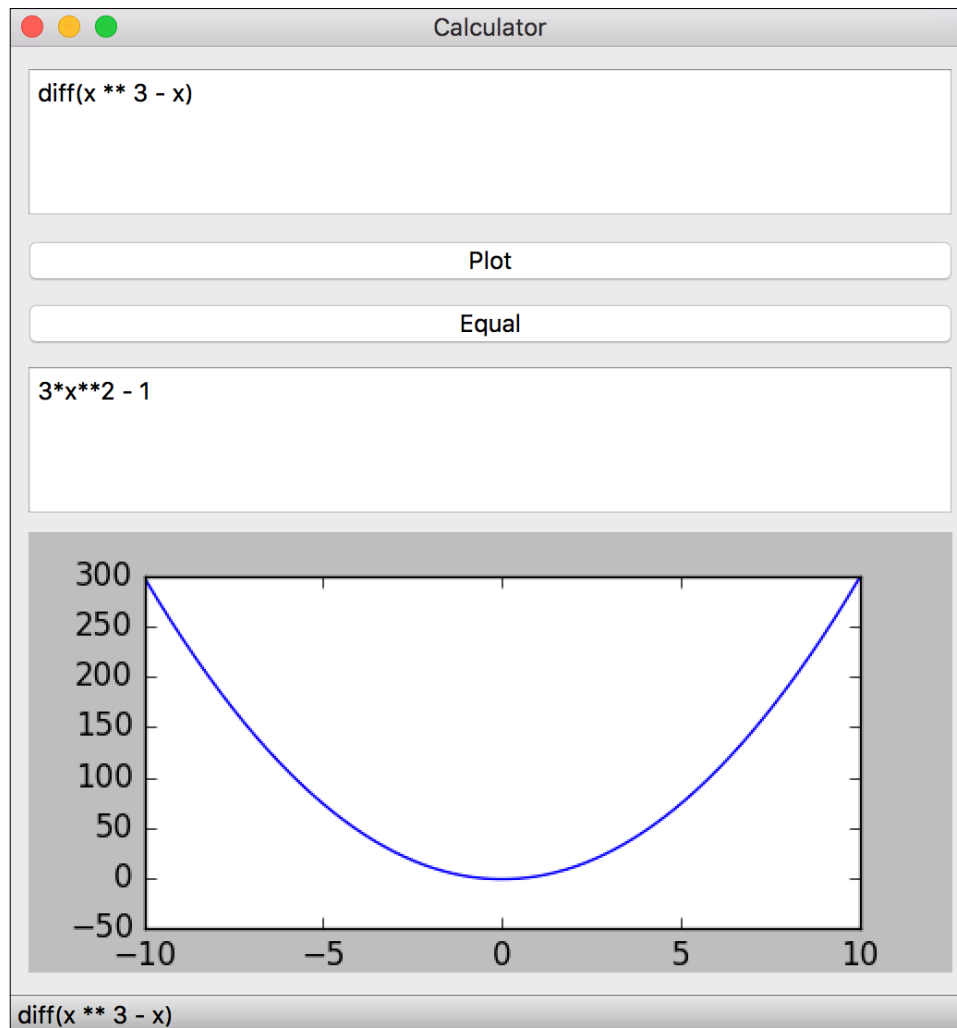 Calculator
diff(x ** 3 - x)
Plot
Equal
3*x**2 - 1
300
250
200
150
100
50
0
−50
−10 −5 0 5 10
diff(x ** 3 - x)